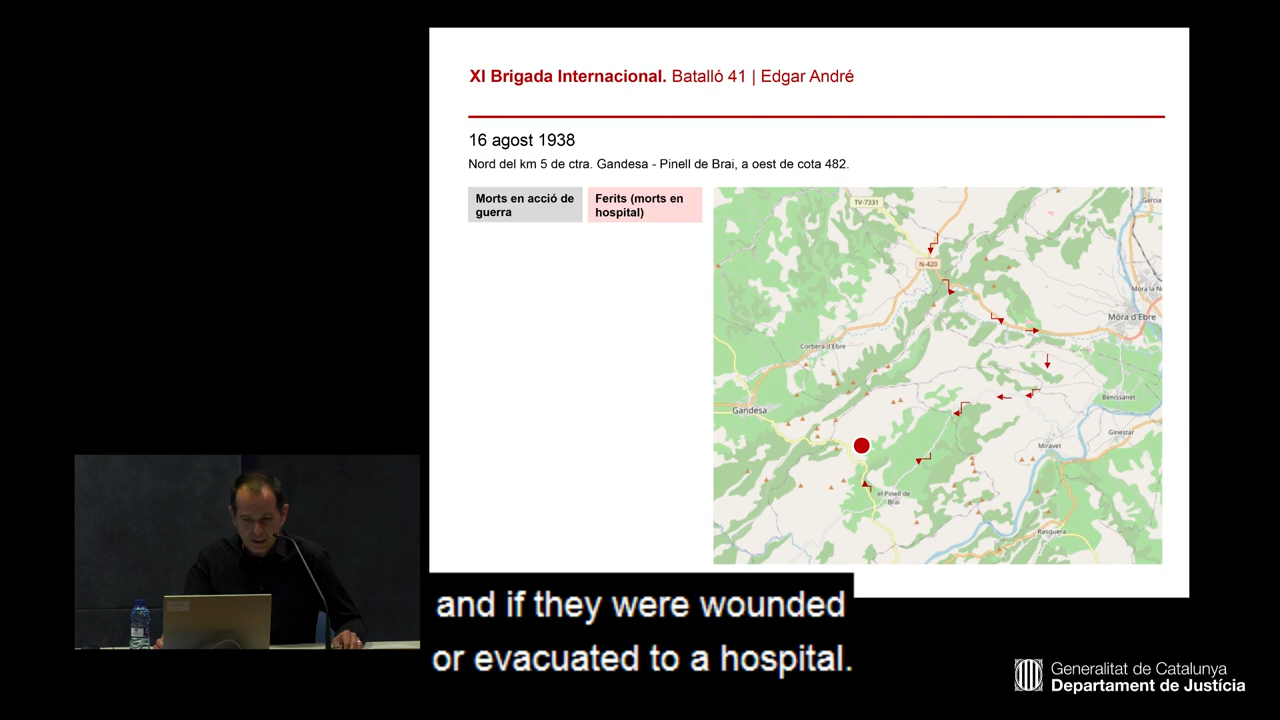 XI Brigada Internacional. Batalló 41 | Edgar André
16 agost 1938
Nord del km 5 de ctra. Gandesa - Pinell de Brai, a oest de cota 482.
Morts en acció de
guerra
Ferits (morts en
hospital)
TV-7331
Garcia
N-420
Móra la N
Móra d'Ebre
Corbera d'Ebre
Benissanet
Gandesa
Ginestar
Miravet
el Pinell de
Brai
Rasquera
and if they were wounded
or evacuated to a hospital.
Generalitat de Catalunya
Departament de Justícia